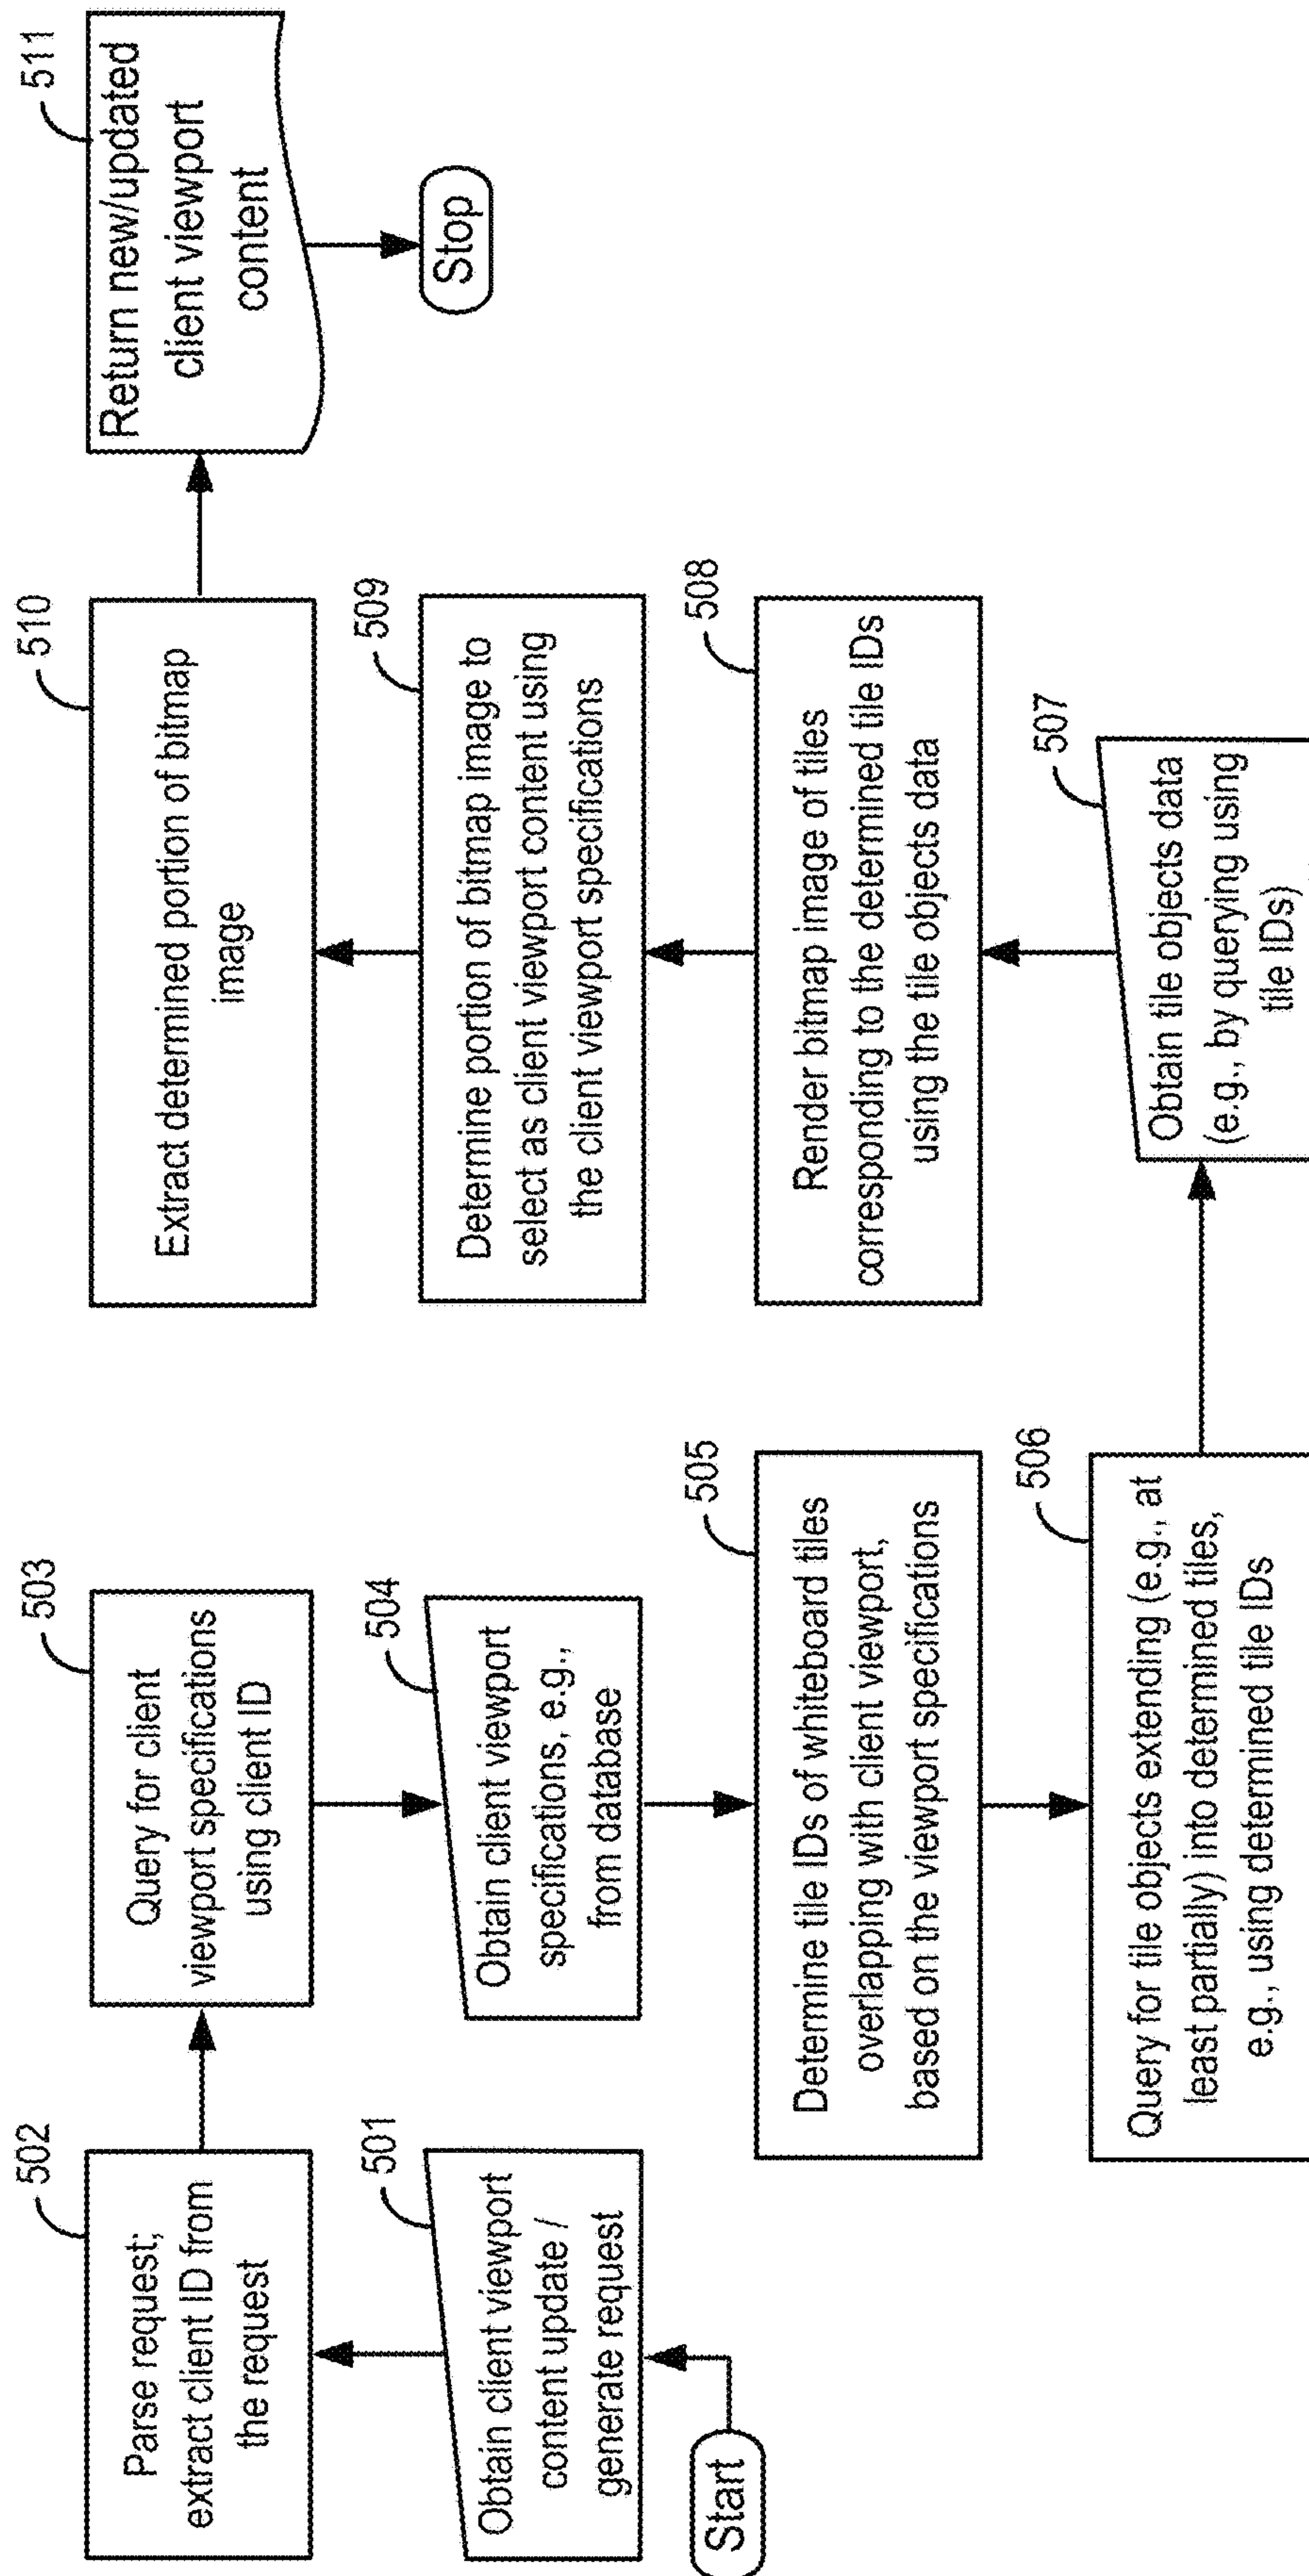 Start
501
Obtain client viewport
content update /
generate request
502
Parse request;
extract client ID from
the request
503
Query for client
viewport specifications
using client ID
504
Obtain client viewport
specifications, e.g.,
from database
505
Determine tile IDs of whiteboard tiles
overlapping with client viewport,
based on the viewport specifications
506
Query for tile objects extending (e.g., at
least partially) into determined tiles,
e.g., using determined tile IDs
507
Obtain tile objects data
(e.g., by querying using
tile IDs)
508
Render bitmap image of tiles
corresponding to the determined tile IDs
using the tile objects data
509
Determine portion of bitmap image to
select as client viewport content using
the client viewport specifications
510
Extract determined portion of bitmap
image
511
Return new/updated
client viewport
content
Stop